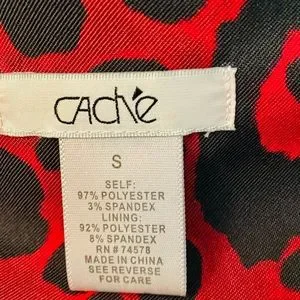 cAché
S
SELF:
97% POLYESTER
3% SPANDEX
LINING:
92% POLYESTER
8% SPANDEX
RN # 74578
MADE IN CHINA
SEE REVERSE
FOR CARE